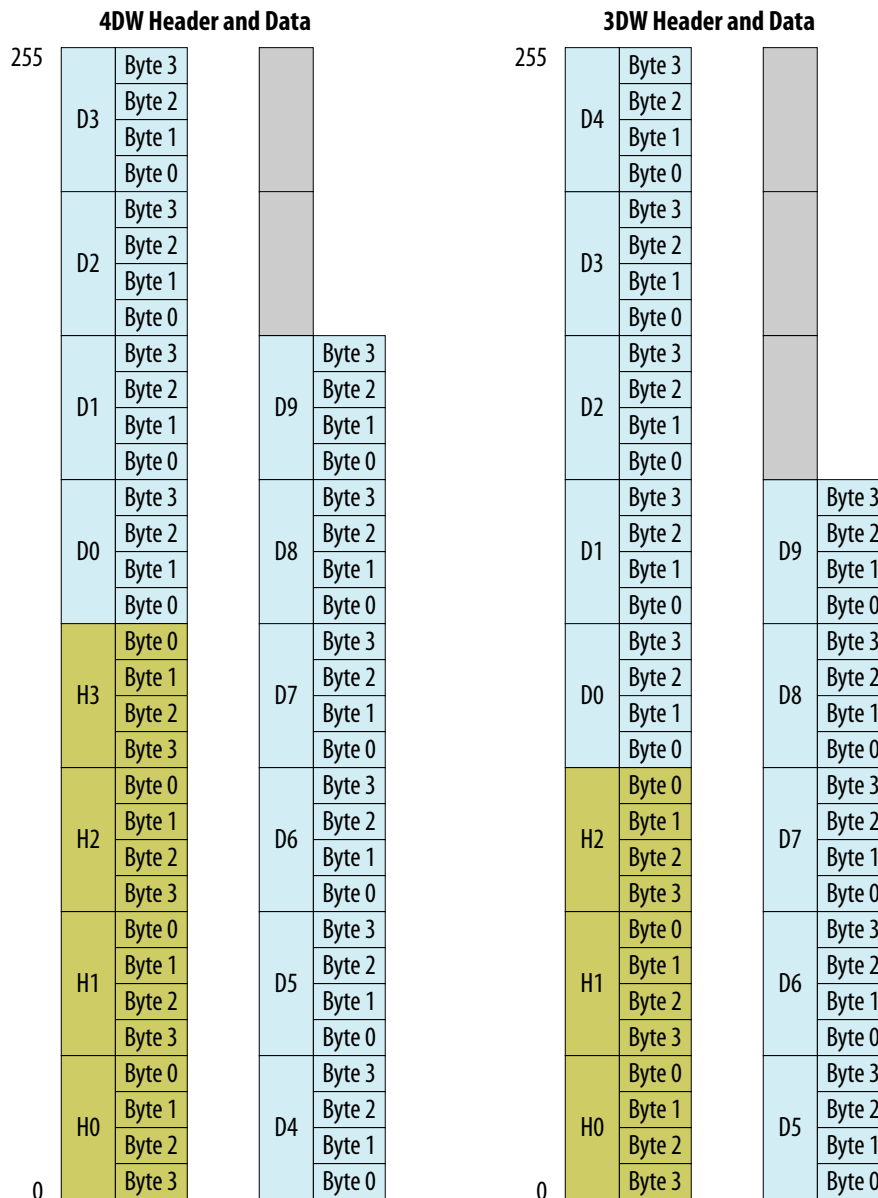 4DW Header and Data
255
D3
Byte 3
Byte 2
Byte 1
Byte 0
D2
Byte 3
Byte 2
Byte 1
Byte 0
D1
Byte 3
Byte 2
Byte 1
Byte 0
D0
Byte 3
Byte 2
Byte 1
Byte 0
H3
Byte 0
Byte 1
Byte 2
Byte 3
H2
Byte 0
Byte 1
Byte 2
Byte 3
H1
Byte 0
Byte 1
Byte 2
Byte 3
H0
Byte 0
Byte 1
Byte 2
Byte 3
0
D9
Byte 3
Byte 2
Byte 1
Byte 0
D8
Byte 3
Byte 2
Byte 1
Byte 0
D7
Byte 3
Byte 2
Byte 1
Byte 0
D6
Byte 3
Byte 2
Byte 1
Byte 0
D5
Byte 3
Byte 2
Byte 1
Byte 0
D4
Byte 3
Byte 2
Byte 1
Byte 0
3DW Header and Data
255
D4
Byte 3
Byte 2
Byte 1
Byte 0
D3
Byte 3
Byte 2
Byte 1
Byte 0
D2
Byte 3
Byte 2
Byte 1
Byte 0
D1
Byte 3
Byte 2
Byte 1
Byte 0
D0
Byte 3
Byte 2
Byte 1
Byte 0
H2
Byte 0
Byte 1
Byte 2
Byte 3
H1
Byte 0
Byte 1
Byte 2
Byte 3
H0
Byte 0
Byte 1
Byte 2
Byte 3
0
D9
Byte 3
Byte 2
Byte 1
Byte 0
D8
Byte 3
Byte 2
Byte 1
Byte 0
D7
Byte 3
Byte 2
Byte 1
Byte 0
D6
Byte 3
Byte 2
Byte 1
Byte 0
D5
Byte 3
Byte 2
Byte 1
Byte 0